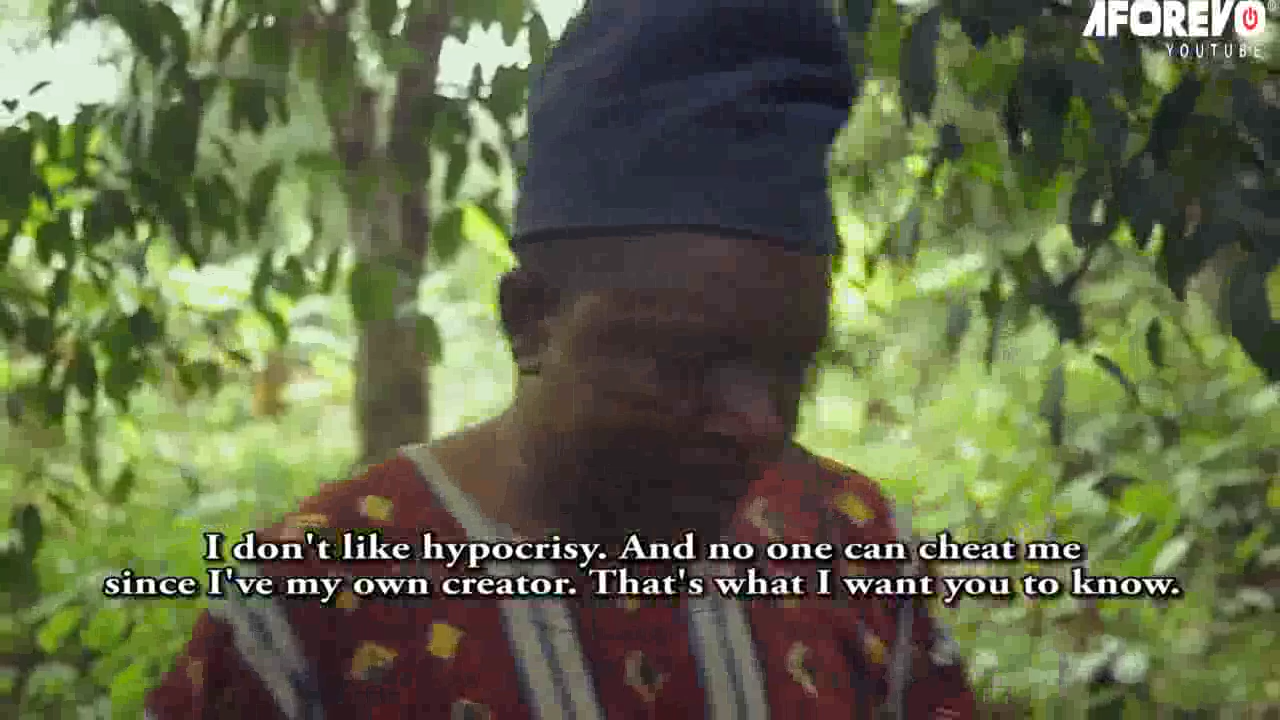 AFOREVO
YOUTUBE
I don't like hypocrisy. And no one can cheat me
since I've my own creator. That's what I want you to know.